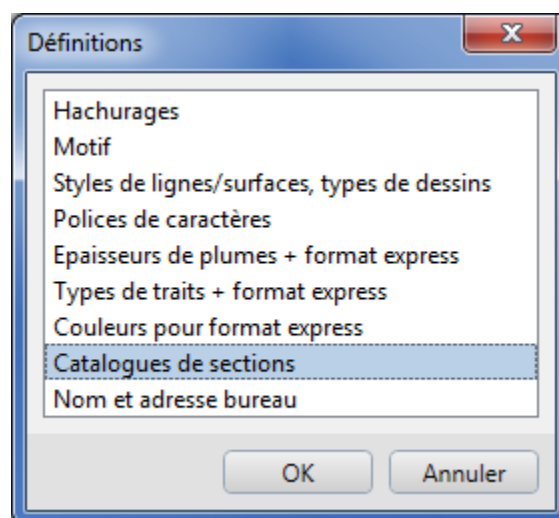 Définitions
Hachurages
Motif
Styles de lignes/surfaces, types de dessins
Polices de caractères
Epaisseurs de plumes + format express
Types de traits + format express
Couleurs pour format express
Catalogues de sections
Nom et adresse bureau
OK Annuler